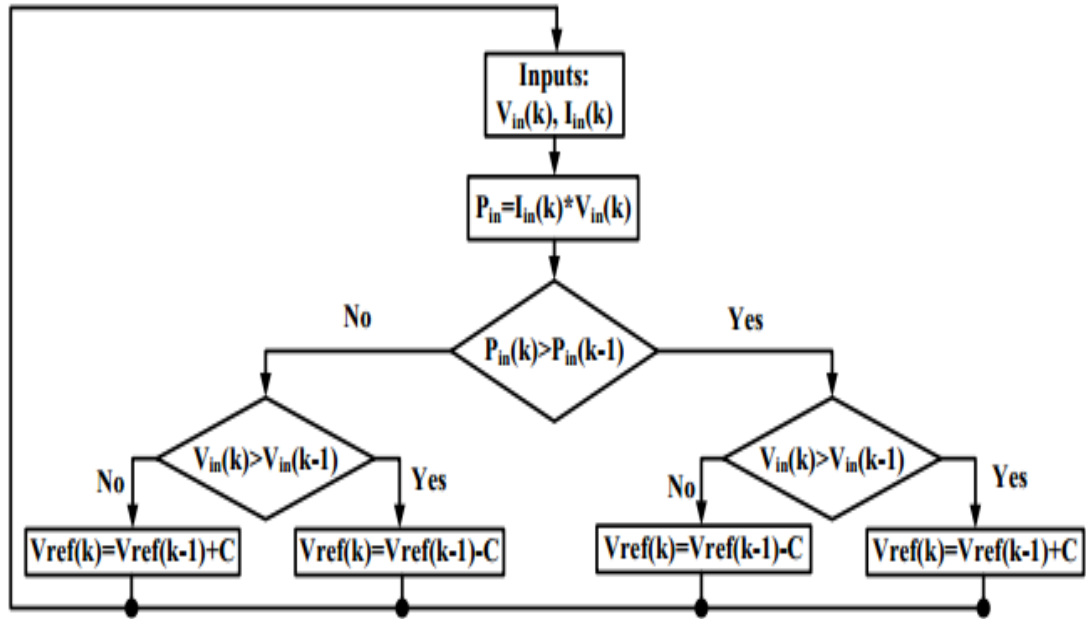 Inputs:
Vin(k), Iin(k)
Pin=Iin(k)*Vin(k)
No
Yes
Pin(k)>Pin(k-1)
Vin(k)>Vin(k-1)
Vin(k)>Vin(k-1)
No
Yes
No
Yes
Vref(k)=Vref(k-1)+C
Vref(k)=Vref(k-1)-C
Vref(k)=Vref(k-1)-C
Vref(k)=Vref(k-1)+C